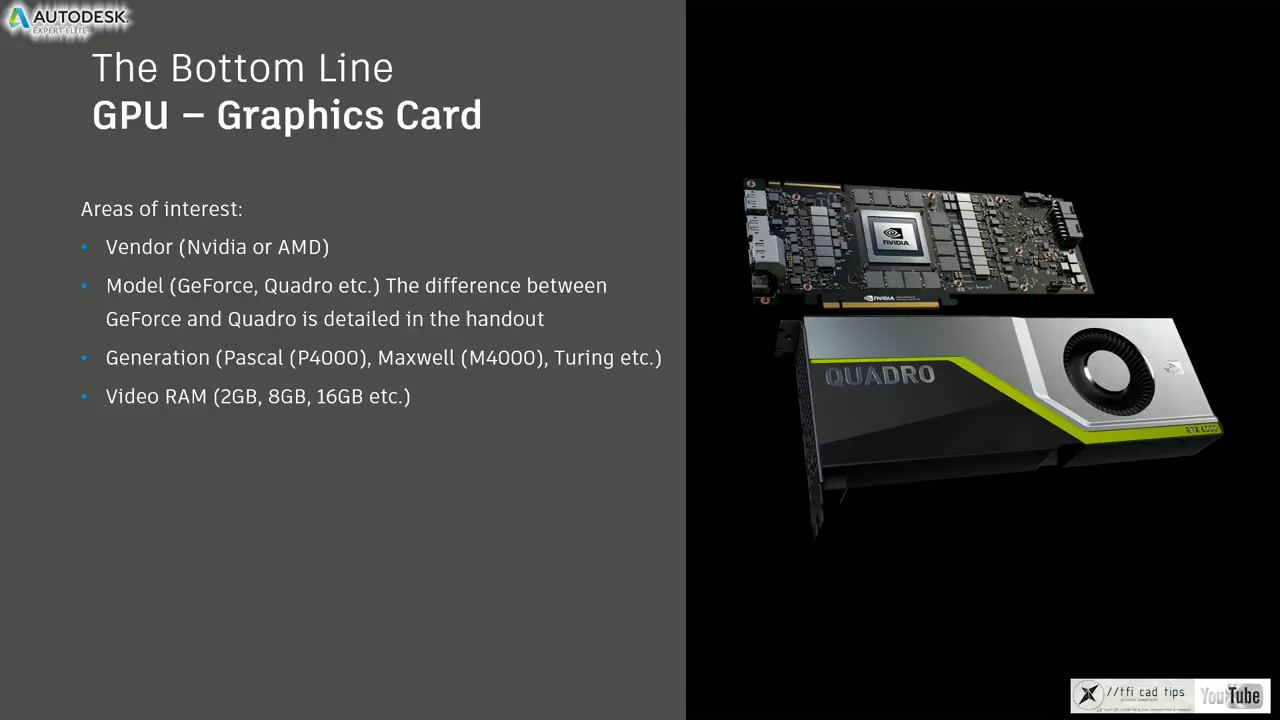 AUTODESK.
EXPERT ELITE
The Bottom Line
GPU – Graphics Card
Areas of interest:
• Vendor (Nvidia or AMD)
• Model (GeForce, Quadro etc.) The difference between
GeForce and Quadro is detailed in the handout
• Generation (Pascal (P4000), Maxwell (M4000), Turing etc.)
• Video RAM (2GB, 8GB, 16GB etc.)
NVIDIA
NVIDIA
QUADRO
//tfi cad tips
YouTube